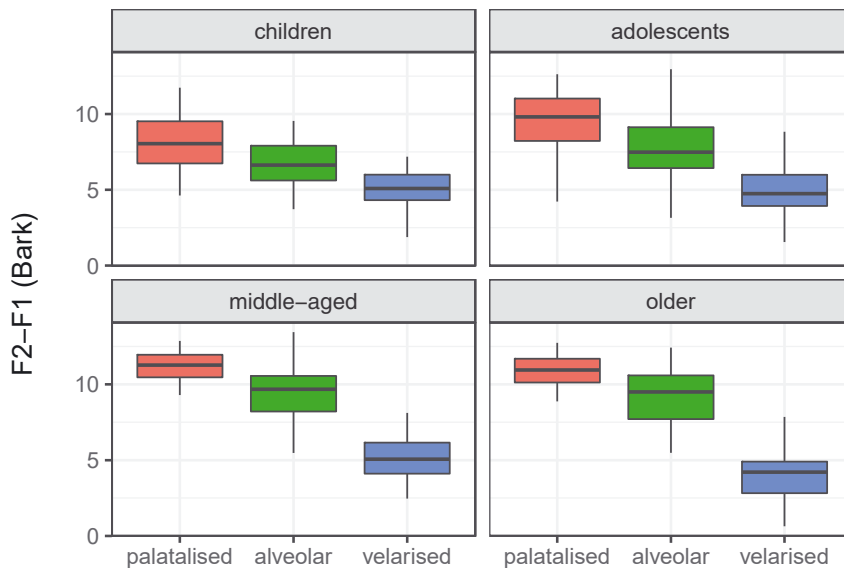 children
adolescents
10
5
0
middle−aged
older
10
5
0
F2−F1 (Bark)
palatalised alveolar velarised
palatalised alveolar velarised